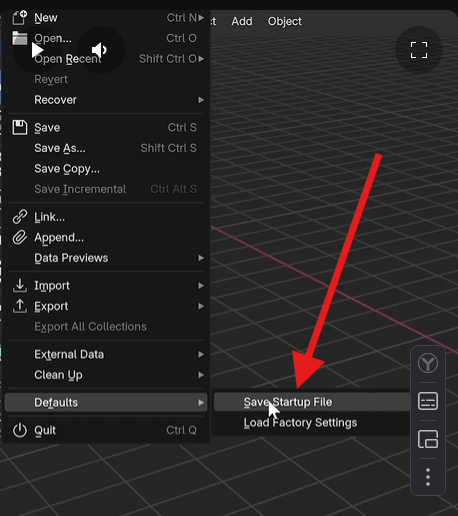 New Ctrl N
Add Object
Open... Ctrl O
Open Recent Shift Ctrl O
Revert
Recover
Save Ctrl S
Save As... Shift Ctrl S
Save Copy...
Save Incremental Ctrl Alt S
Link...
Append...
Data Previews
Import
Export
Export All Collections
External Data
Clean Up
Defaults
Save Startup File
Load Factory Settings
Quit Ctrl Q